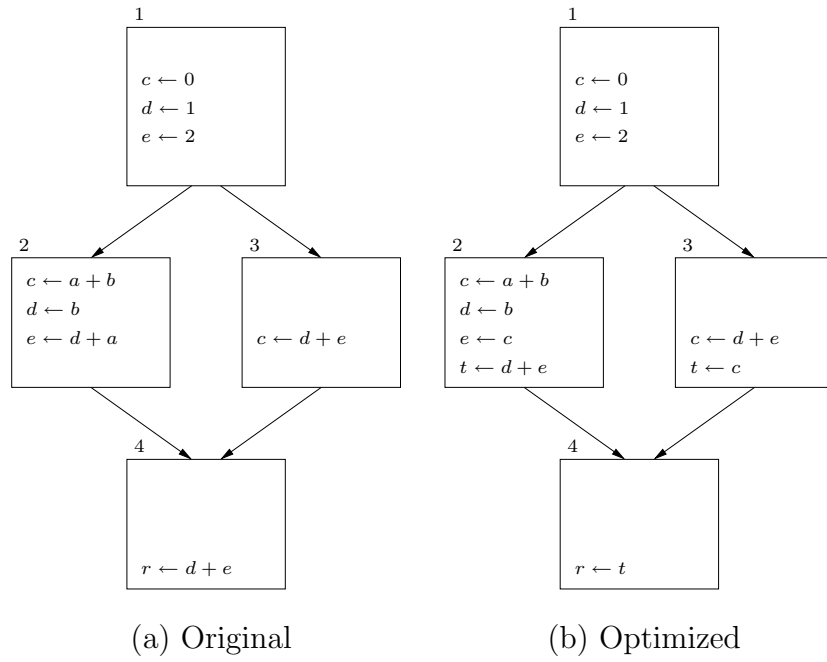 1
c ← 0
d ← 1
e ← 2
2
c ← a + b
d ← b
e ← d + a
3
c ← d + e
4
r ← d + e
(a) Original
1
c ← 0
d ← 1
e ← 2
2
c ← a + b
d ← b
e ← c
t ← d + e
3
c ← d + e
t ← c
4
r ← t
(b) Optimized